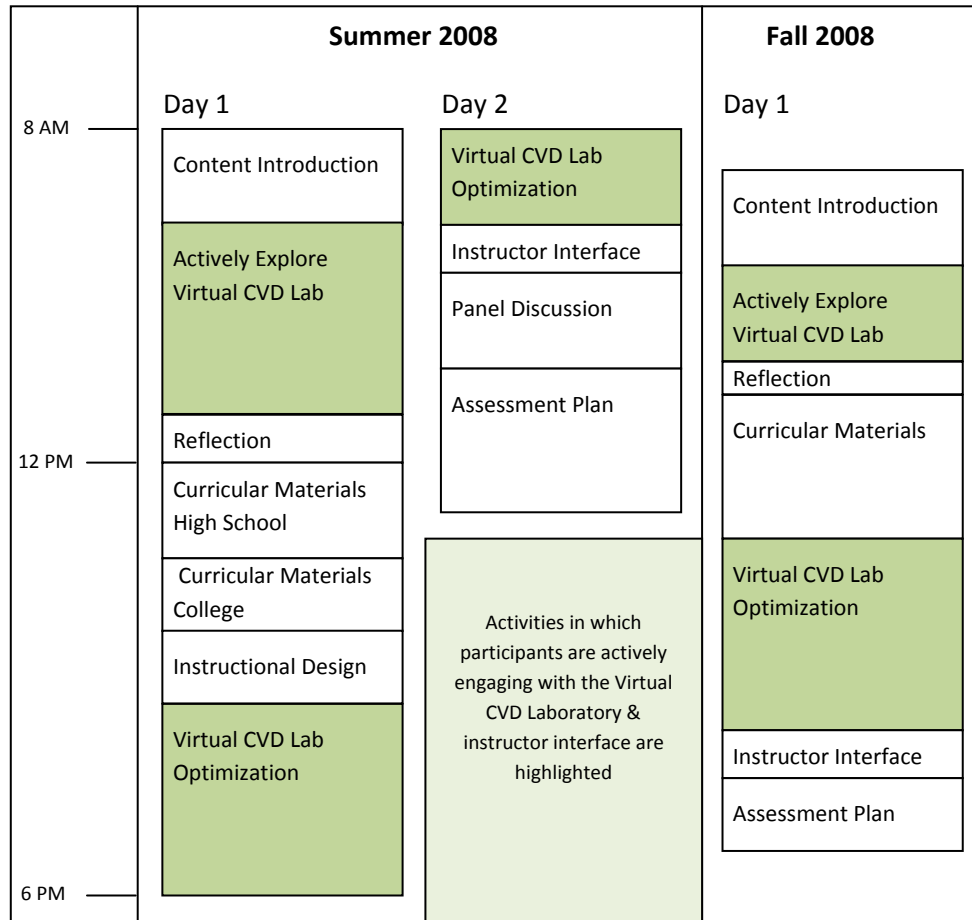 Summer 2008
Fall 2008
Day 1
Day 2
Day 1
8 AM
12 PM
6 PM
Content Introduction
Actively Explore
Virtual CVD Lab
Reflection
Curricular Materials
High School
Curricular Materials
College
Instructional Design
Virtual CVD Lab
Optimization
Virtual CVD Lab
Optimization
Instructor Interface
Panel Discussion
Assessment Plan
Activities in which
participants are actively
engaging with the Virtual
CVD Laboratory &
instructor interface are
highlighted
Content Introduction
Actively Explore
Virtual CVD Lab
Reflection
Curricular Materials
Virtual CVD Lab
Optimization
Instructor Interface
Assessment Plan